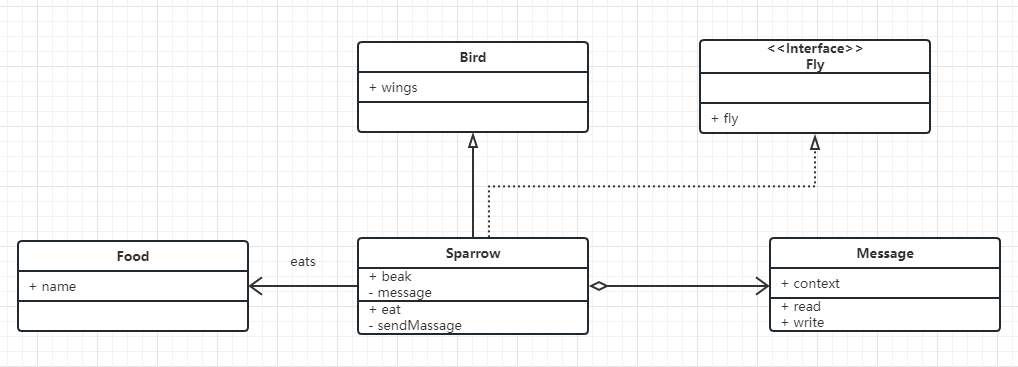 Bird
+ wings
<<Interface>>
Fly
+ fly
Food
+ name
eats
Sparrow
+ beak
- message
+ eat
- sendMassage
Message
+ context
+ read
+ write